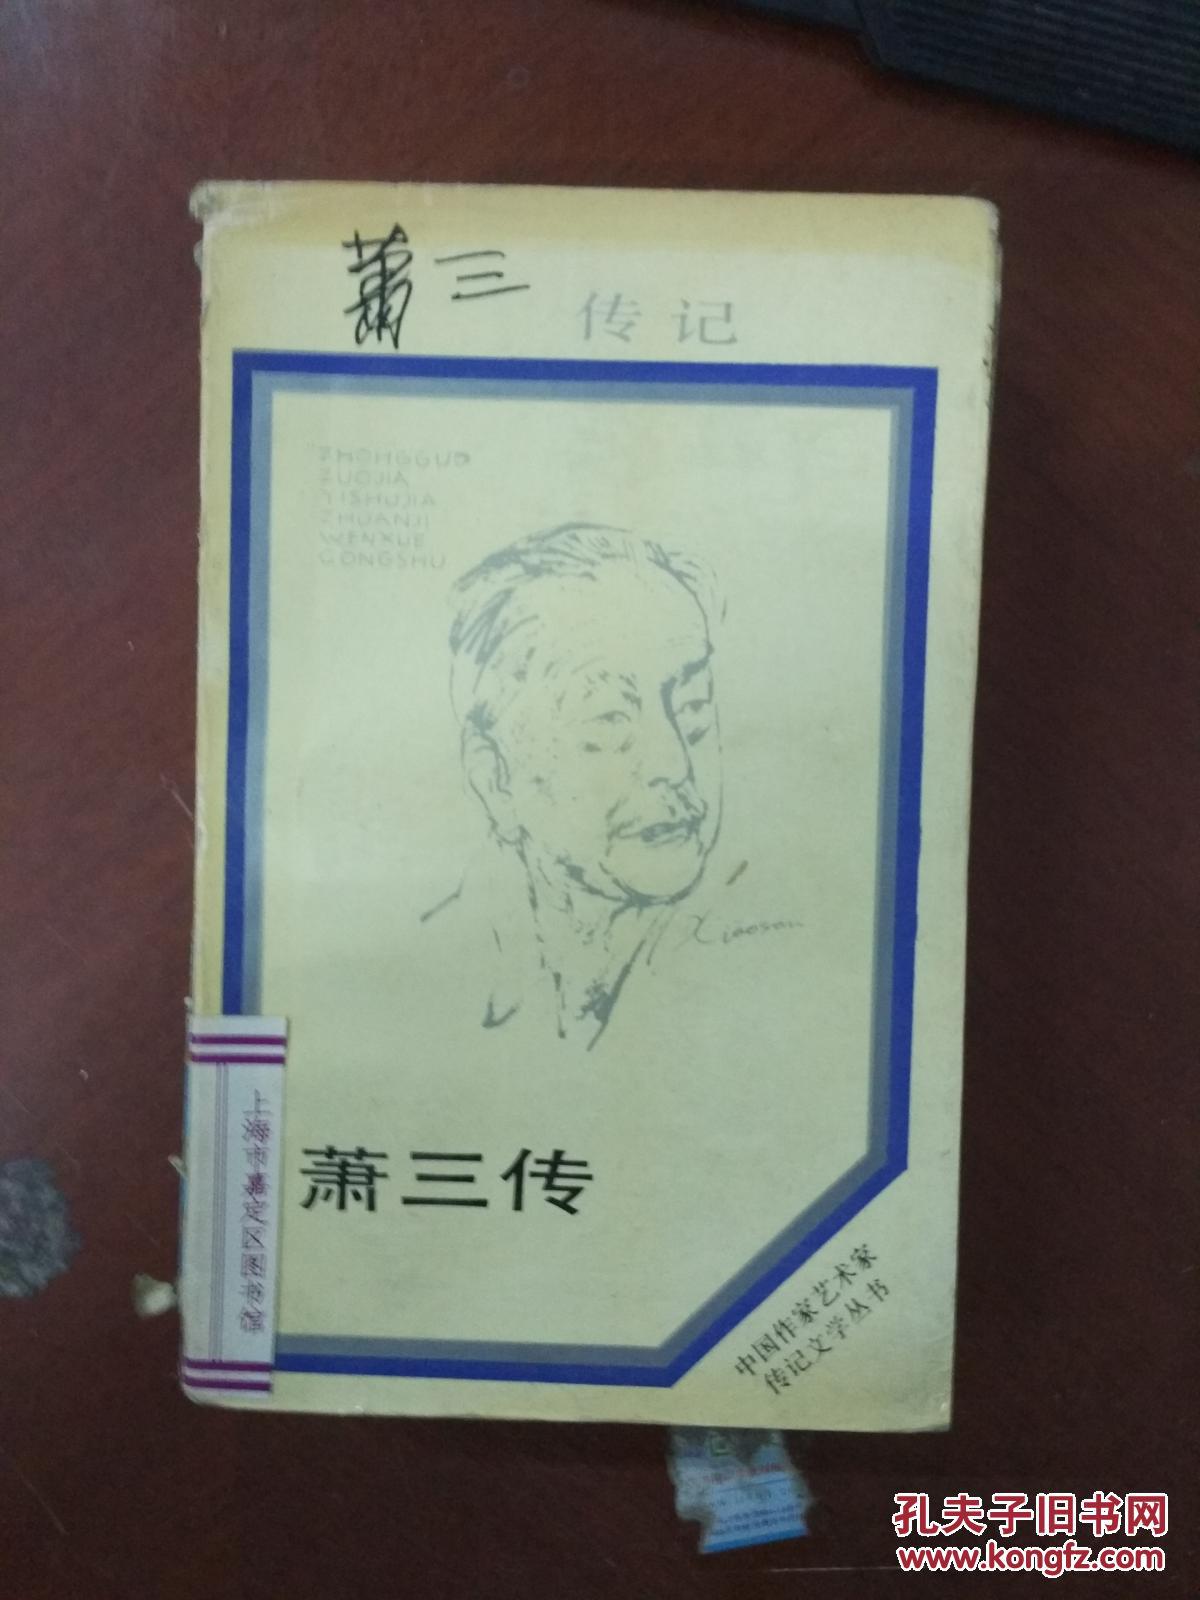 萧三
传记
ZHONGGUO
ZUOJIA
YISHUJIA
ZHUANJI
WENXUE
CONGSHU
Xiaosan
萧三传
上海市嘉定区图书馆
中国作家艺术家
传记文学丛书
孔夫子旧书网
www.kongfz.com